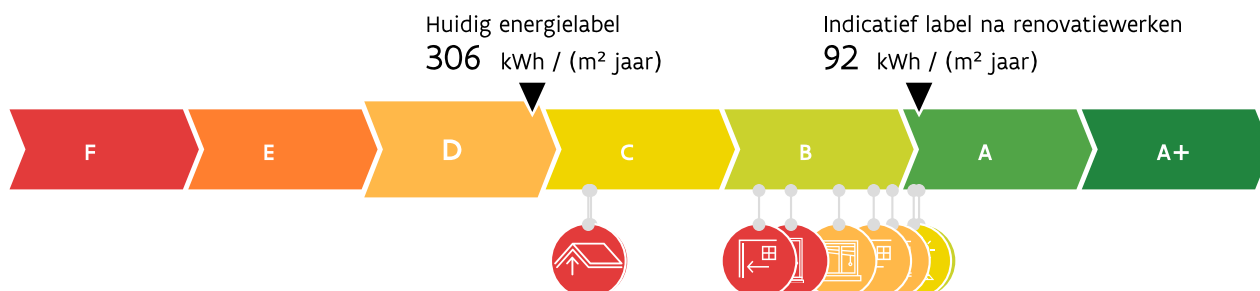 Huidig energielabel
306 kWh / (m² jaar)
Indicatief label na renovatiewerken
92 kWh / (m² jaar)
F E D C B A A+